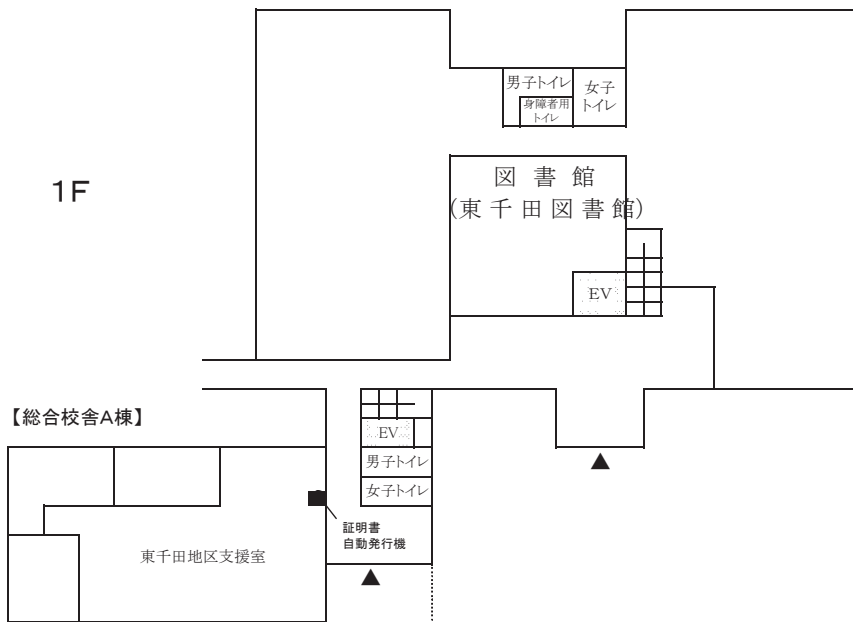 男子トイレ
身障者用
トイレ
女子
トイレ
1F
図書館
(東千田図書館)
EV
【総合校舎A棟】
EV
男子トイレ
女子トイレ
証明書
自動発行機
東千田地区支援室